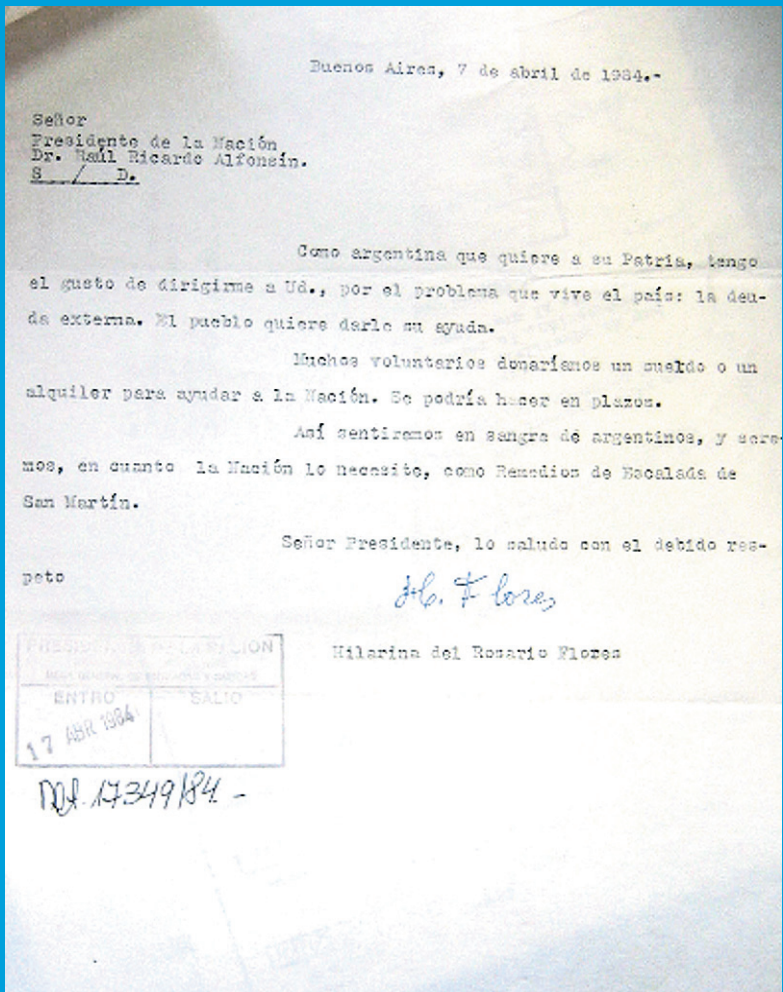 Buenos Aires, 7 de abril de 1984.-
Señor
Presidente de la Nación
Dr. Raúl Ricardo Alfonsín.
S / D.
Como argentina que quiere a su Patria, tengo
el gusto de dirigirme a Ud., por el problema que vive el país: la deu-
da externa. El pueblo quiere darle su ayuda.
Muchos voluntarios donaríamos un sueldo o un
alquiler para ayudar a la Nación. Se podría hacer en plazos.
Así sentiremos en sangre de argentinos, y sere-
mos, en cuanto la Nación lo necesite, como Remedios de Escalada de
San Martín.
Señor Presidente, lo saludo con el debido res-
peto
H. Flores
Hilarina del Rosario Flores
PRESIDENCIA DE LA NACION
ENTRO SALIO
17 ABR 1984
17349/84.-